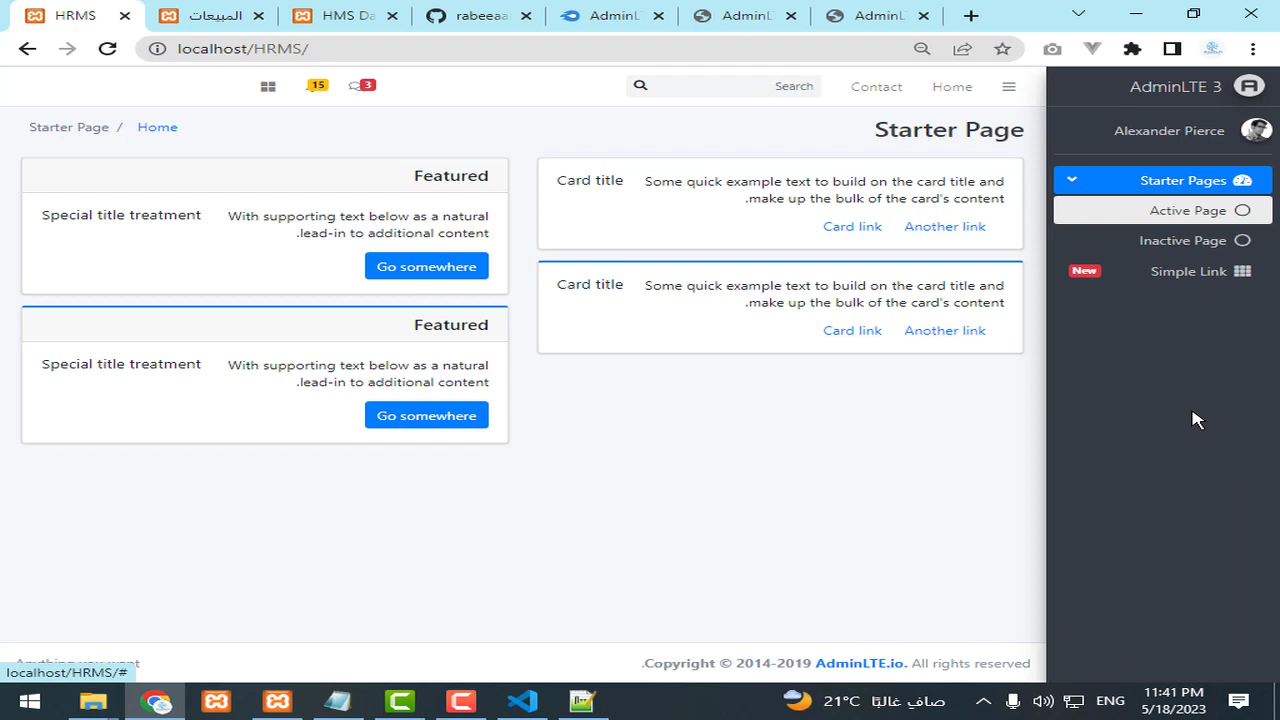 HRMS
المبيعات
HMS Da
rabeeaa
AdminLT
AdminLT
AdminLT
localhost/HRMS/
15
3
Search
Contact
Home
AdminLTE 3
Starter Page / Home
Starter Page
Alexander Pierce
Starter Pages
Active Page
Inactive Page
New
Simple Link
Featured
Special title treatment
With supporting text below as a natural
.lead-in to additional content
Go somewhere
Featured
Special title treatment
With supporting text below as a natural
.lead-in to additional content
Go somewhere
Card title
Some quick example text to build on the card title and
.make up the bulk of the card's content
Card link
Another link
Card title
Some quick example text to build on the card title and
.make up the bulk of the card's content
Card link
Another link
Anything you want
.Copyright © 2014-2019 AdminLTE.io. All rights reserved
localhost/HRMS/#
21°C صافٍ غالبًا
ENG
11:41 PM
5/18/2023